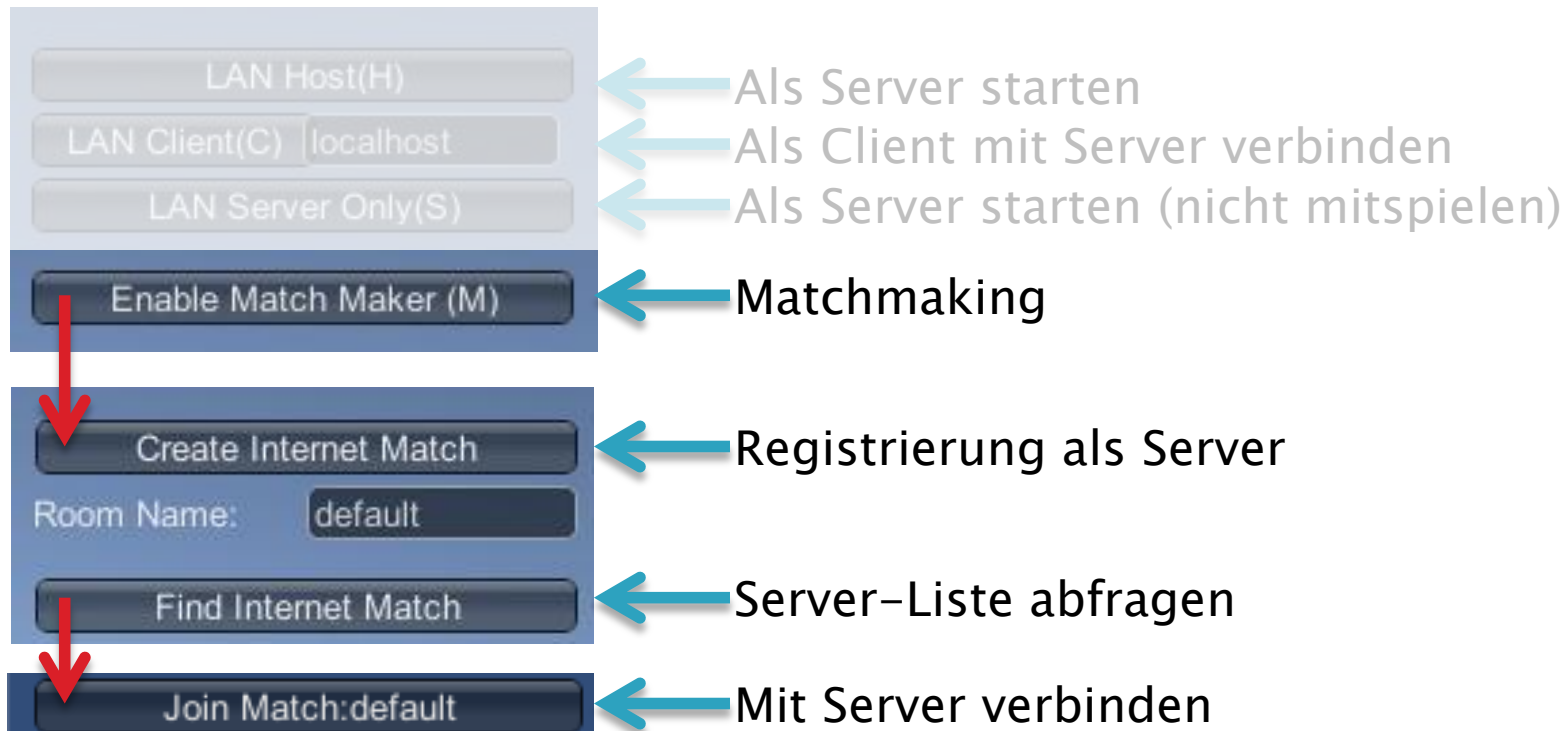 LAN Host(H) Als Server starten
LAN Client(C) localhost Als Client mit Server verbinden
LAN Server Only(S) Als Server starten (nicht mitspielen)
Enable Match Maker (M) Matchmaking
Create Internet Match Registrierung als Server
Room Name: default
Find Internet Match Server-Liste abfragen
Join Match:default Mit Server verbinden